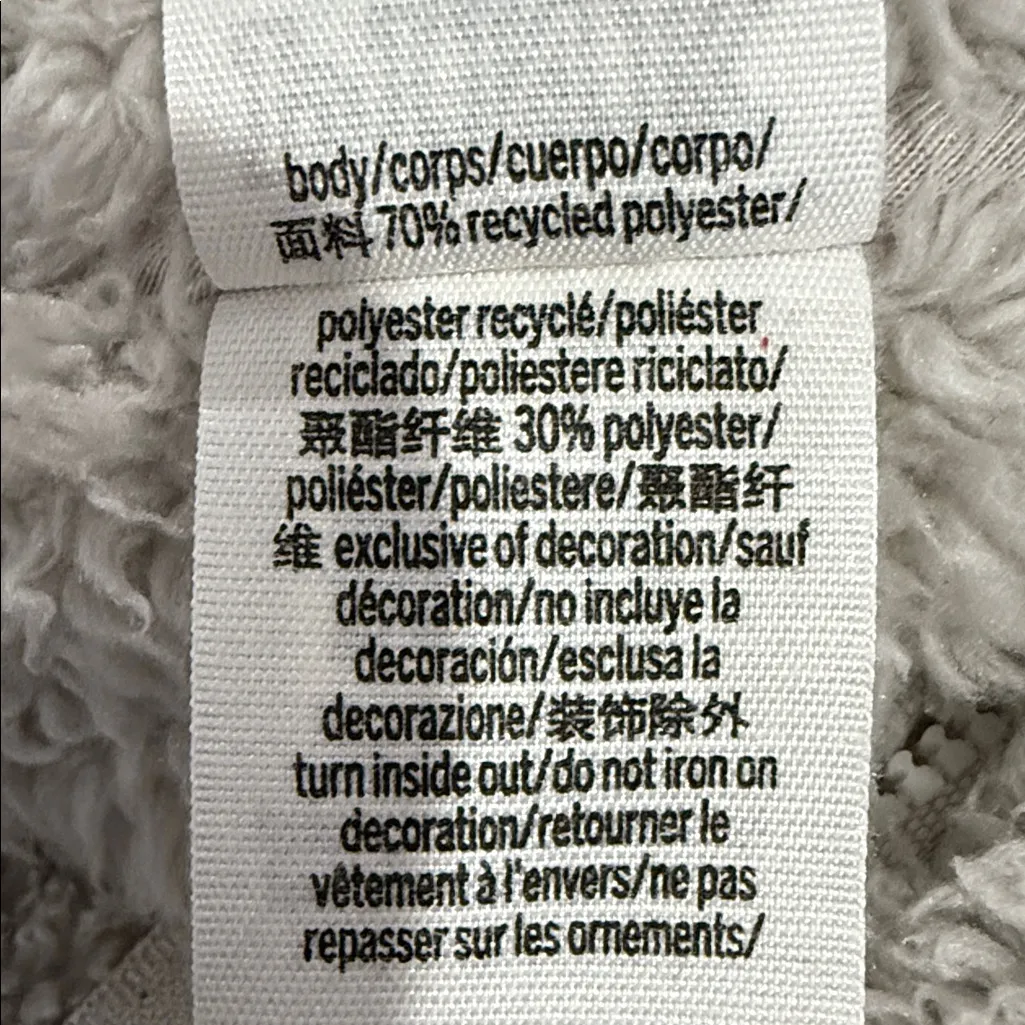 body/corps/cuerpo/corpo/
面料 70% recycled polyester/
polyester recyclé/poliéster
reciclado/poliestere riciclato/
聚酯纤维 30% polyester/
poliéster/poliestere/聚酯纤
维 exclusive of decoration/sauf
décoration/no incluye la
decoración/esclusa la
decorazione/装饰除外
turn inside out/do not iron on
decoration/retourner le
vêtement à l'envers/ne pas
repasser sur les ornements/